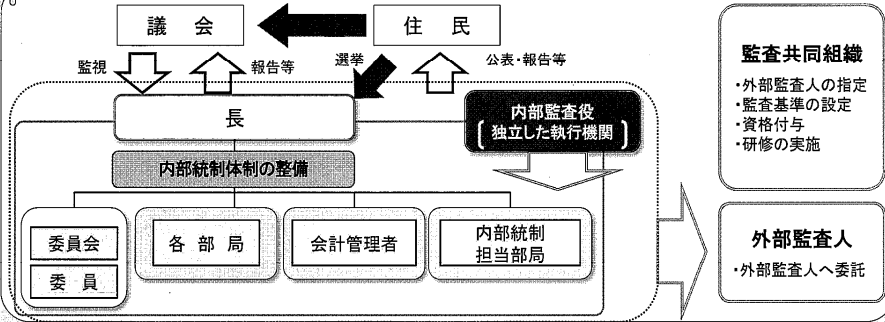 議 会
住 民
監視
報告等
選挙
公表・報告等
長
内部監査役
独立した執行機関
内部統制体制の整備
委員会
委 員
各 部 局
会計管理者
内部統制
担当部局
監査共同組織
・外部監査人の指定
・監査基準の設定
・資格付与
・研修の実施
外部監査人
・外部監査人へ委託